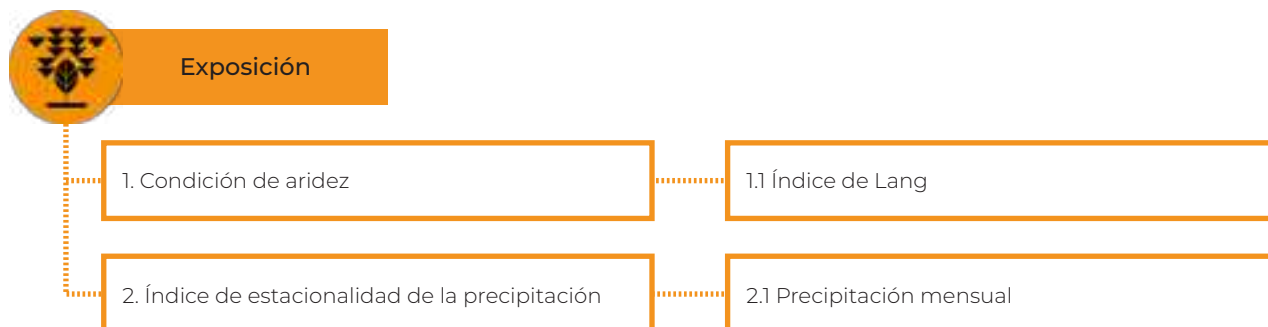 Exposición
1. Condición de aridez
1.1 Índice de Lang
2. Índice de estacionalidad de la precipitación
2.1 Precipitación mensual